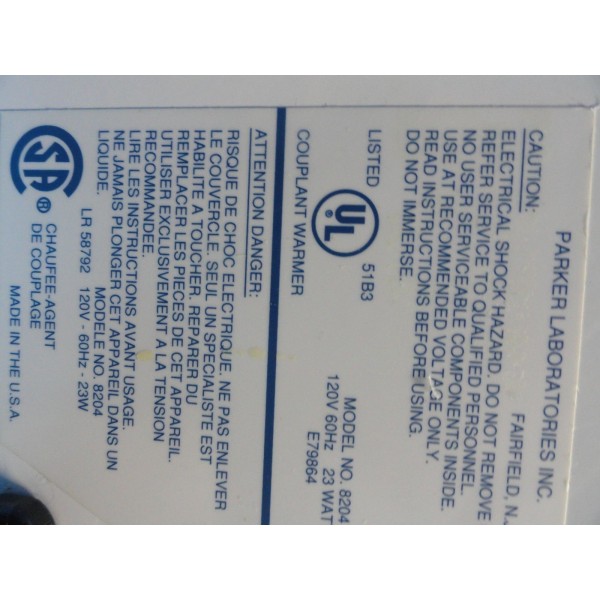 PARKER LABORATORIES INC.
FAIRFIELD, N.
CAUTION:
ELECTRICAL SHOCK HAZARD. DO NOT REMOVE
REFER SERVICE TO QUALIFIED PERSONNEL.
NO USER SERVICEABLE COMPONENTS INSIDE.
USE AT RECOMMENDED VOLTAGE ONLY.
READ INSTRUCTIONS BEFORE USING.
DO NOT IMMERSE.
LISTED UL 51B3
MODEL NO. 8204
120V 60Hz 23 WAT
E79864
COUPLANT WARMER
ATTENTION DANGER:
RISQUE DE CHOC ELECTRIQUE. NE PAS ENLEVER
LE COUVERCLE. SEUL UN SPECIALISTE EST
HABILITE A TOUCHER, REPARER DU
REMPLACER LES PIECES DE CET APPAREIL.
UTILISER EXCLUSIVEMENT A LA TENSION
RECOMMANDEE.
LIRE LES INSTRUCTIONS AVANT USAGE.
NE JAMAIS PLONGER CET APPAREIL DANS UN
LIQUIDE.
MODELE NO. 8204
LR 58792 120V - 60Hz - 23W
SA ®
CHAUFEE-AGENT
DE COUPLAGE
MADE IN THE U.S.A.